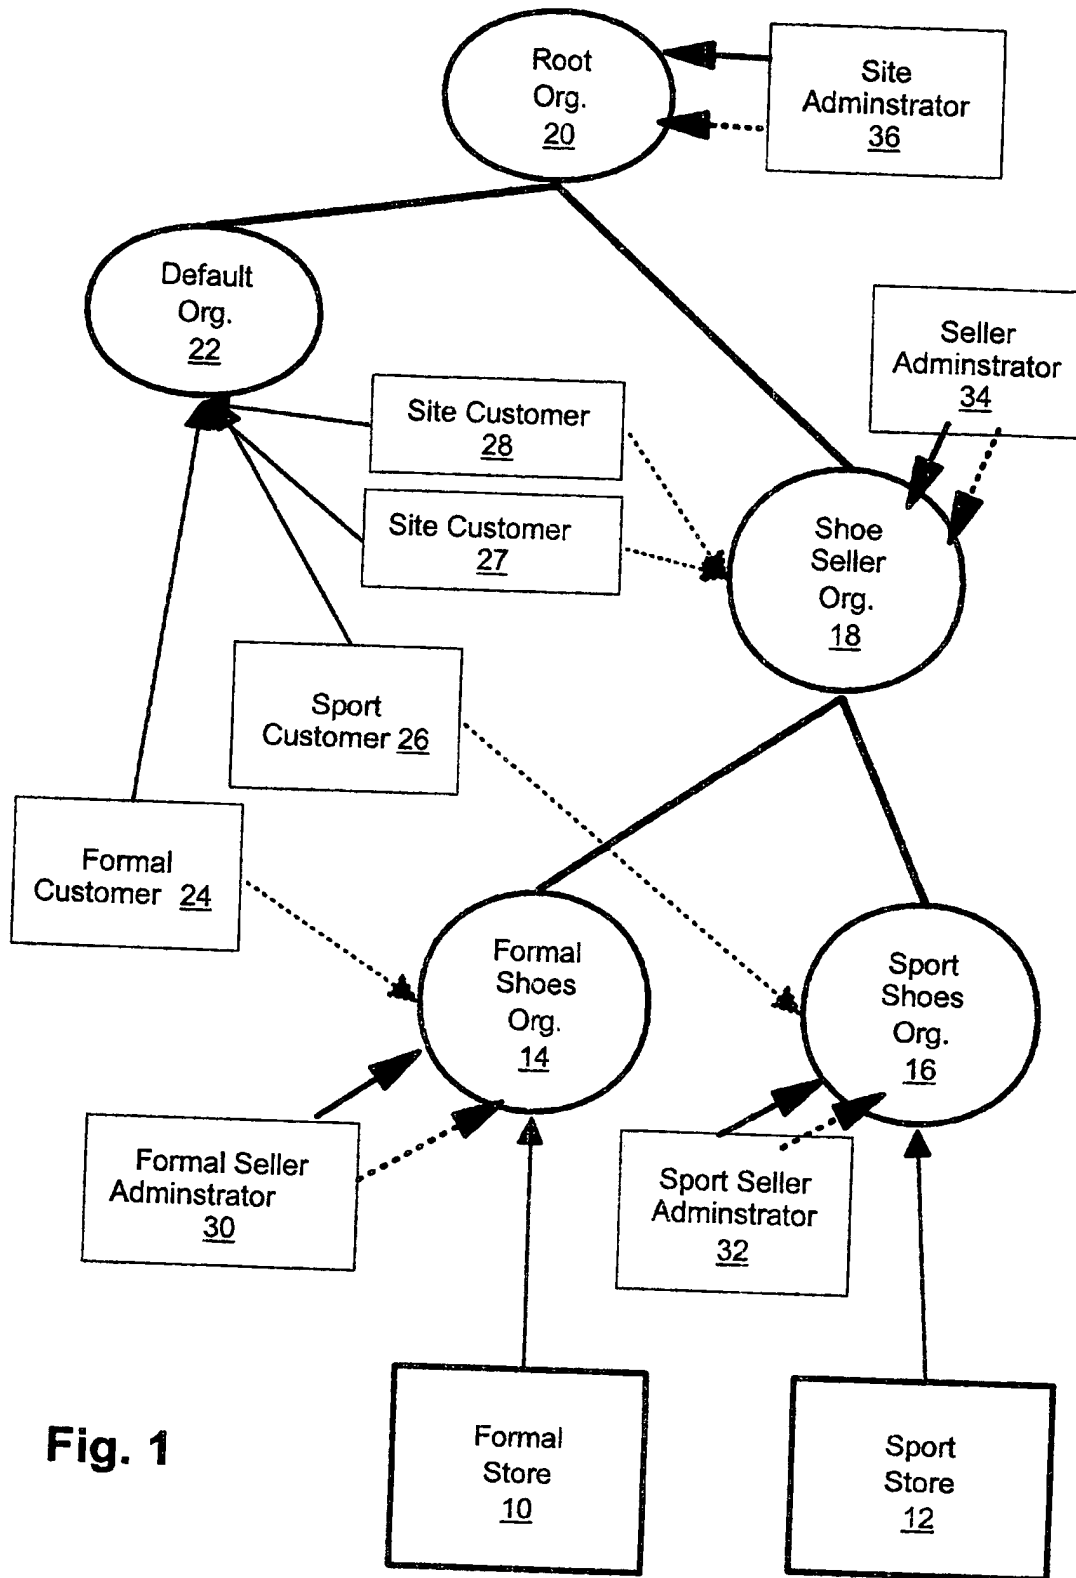 Root
Org.
20
Site
Adminstrator
36
Default
Org.
22
Seller
Adminstrator
34
Site Customer
28
Site Customer
27
Shoe
Seller
Org.
18
Sport
Customer 26
Formal
Customer 24
Formal
Shoes
Org.
14
Sport
Shoes
Org.
16
Formal Seller
Adminstrator
30
Sport Seller
Adminstrator
32
Formal
Store
10
Sport
Store
12
Fig. 1